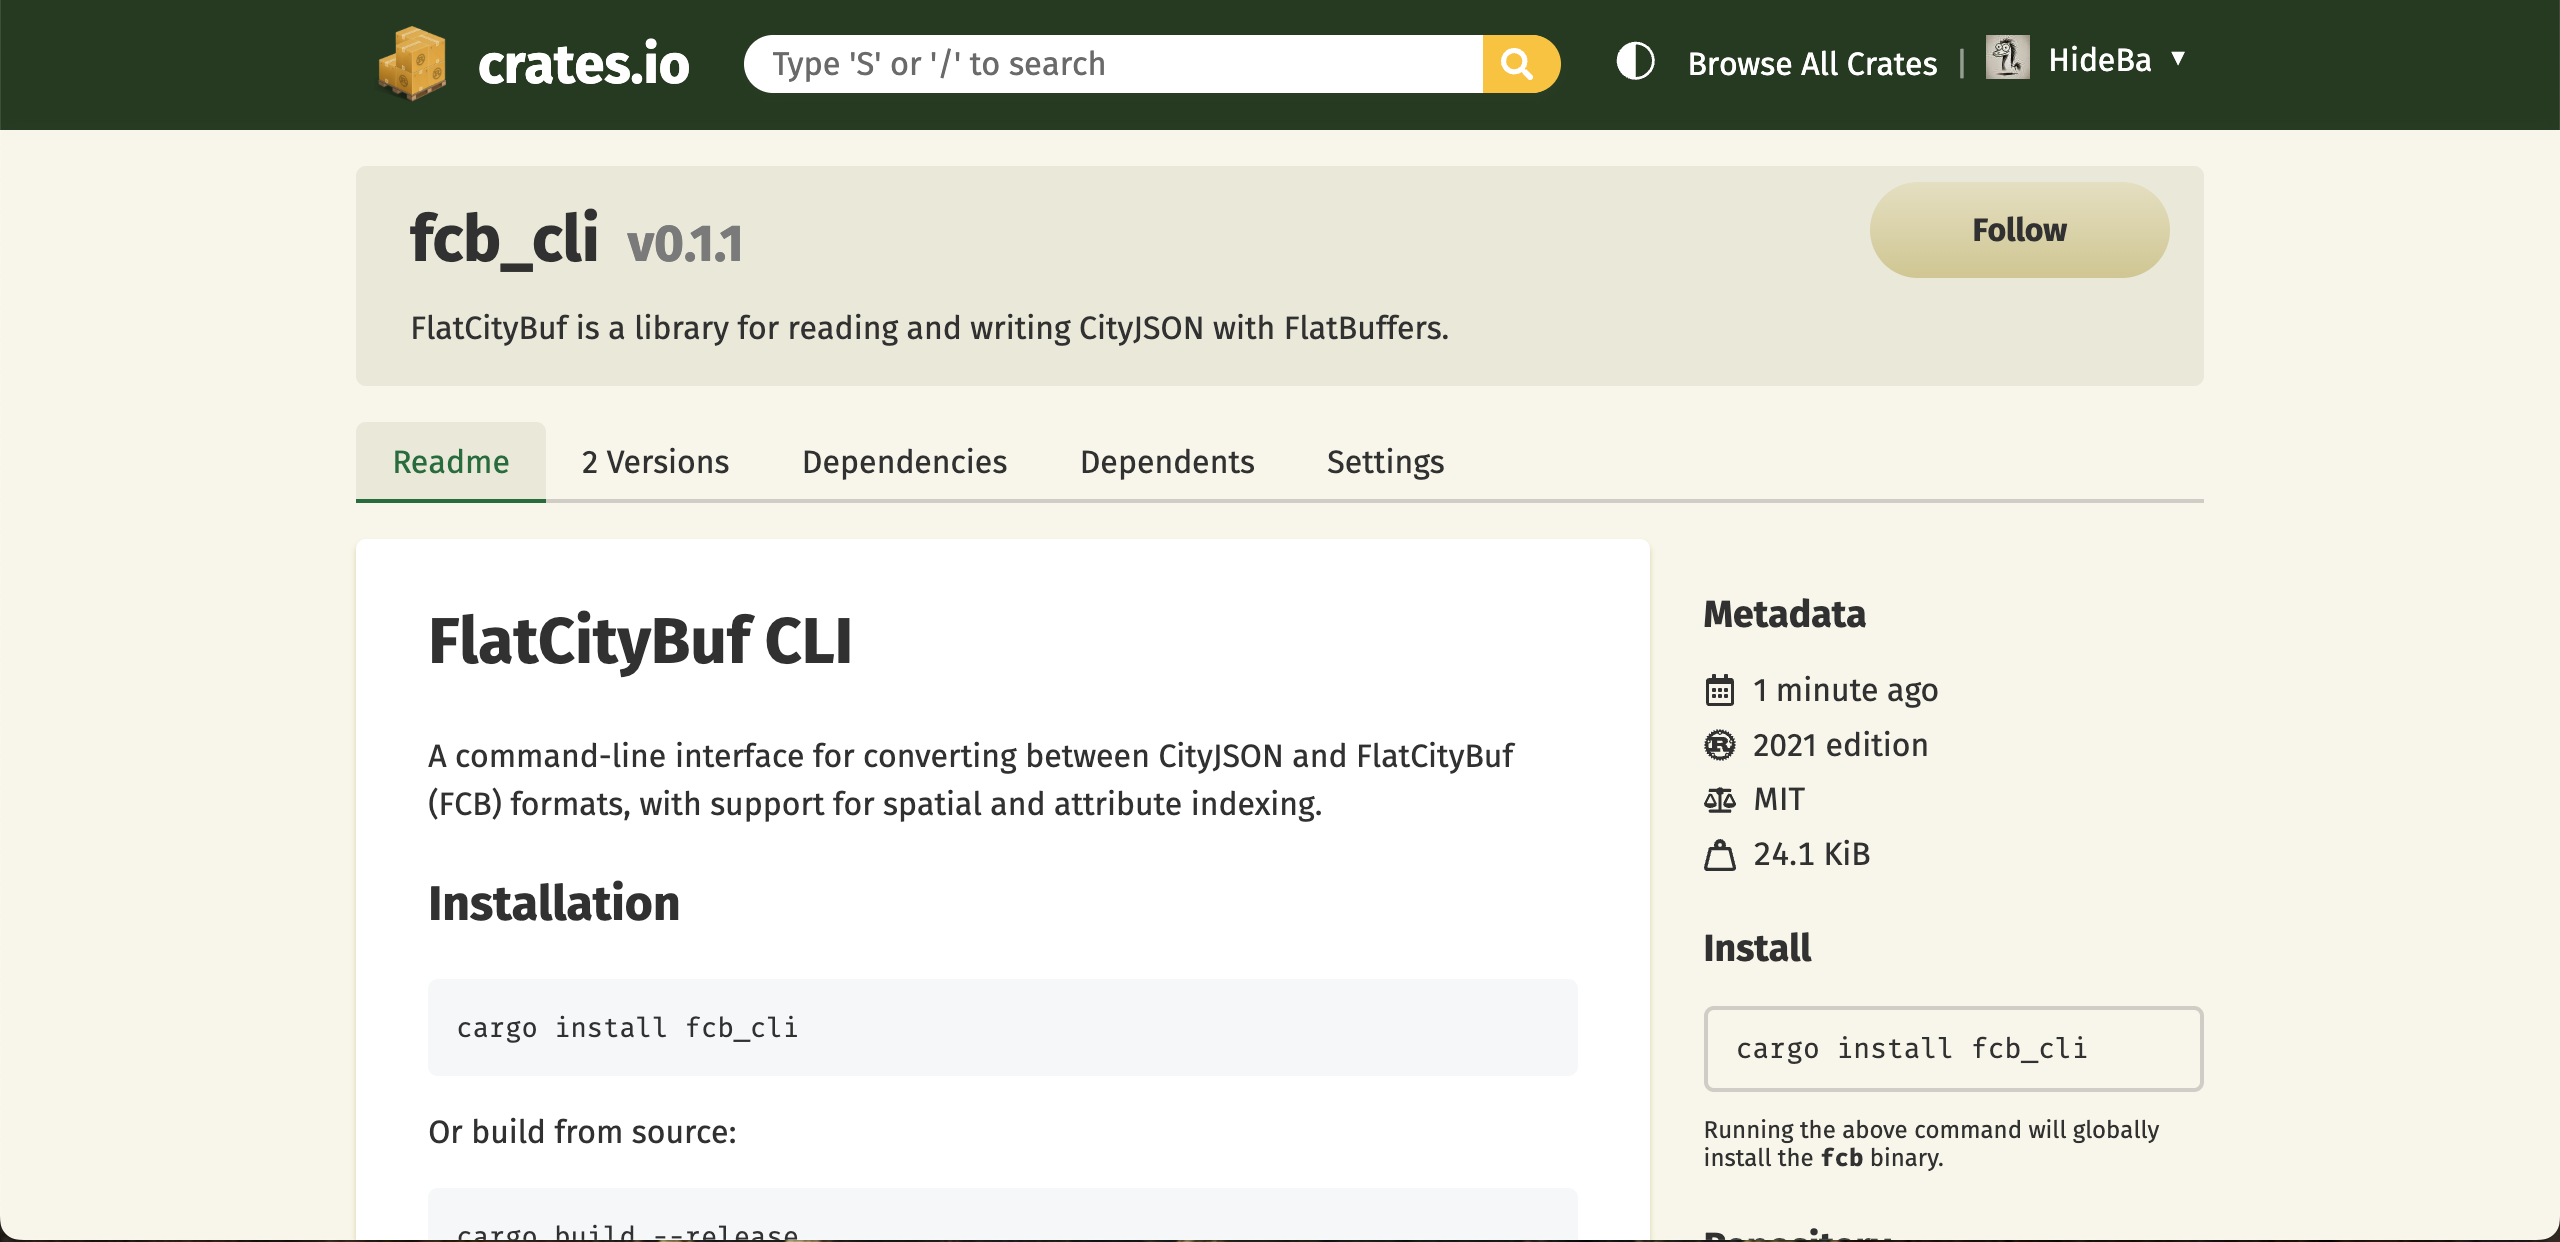 crates.io
Type 'S' or '/' to search
Browse All Crates | HideBa ▼
fcb_cli v0.1.1
Follow
FlatCityBuf is a library for reading and writing CityJSON with FlatBuffers.
Readme
2 Versions
Dependencies
Dependents
Settings
FlatCityBuf CLI
A command-line interface for converting between CityJSON and FlatCityBuf
(FCB) formats, with support for spatial and attribute indexing.
Installation
cargo install fcb_cli
Or build from source:
cargo build --release
Metadata
1 minute ago
2021 edition
MIT
24.1 KiB
Install
cargo install fcb_cli
Running the above command will globally
install the fcb binary.
Repository